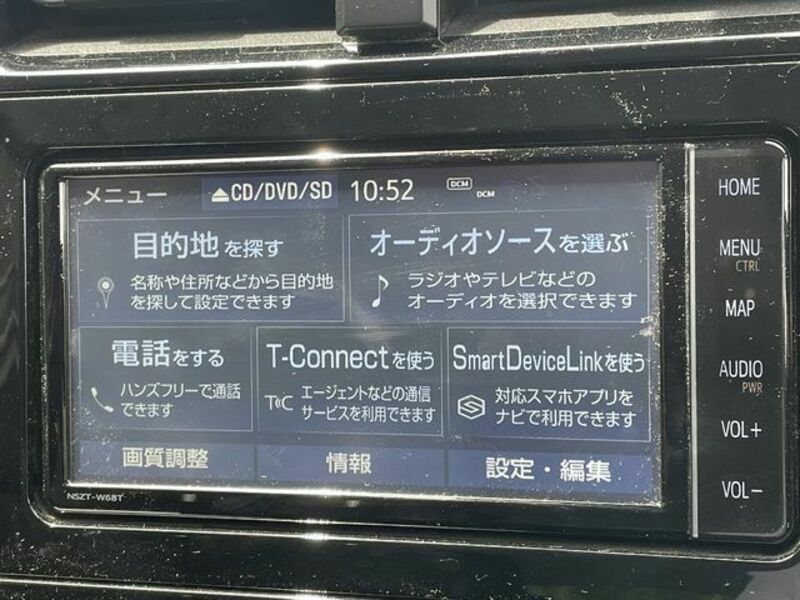 メニュー ⏏CD/DVD/SD 10:52 DCM DCM
目的地を探す
名称や住所などから目的地
を探して設定できます
オーディオソースを選ぶ
ラジオやテレビなどの
オーディオを選択できます
電話をする
ハンズフリーで通話
できます
T-Connectを使う
TC エージェントなどの通信
サービスを利用できます
SmartDeviceLinkを使う
対応スマホアプリを
ナビで利用できます
画質調整 情報 設定・編集
NSZT-W68T
HOME
MENU
CTRL
MAP
AUDIO
PWR
VOL+
VOL-